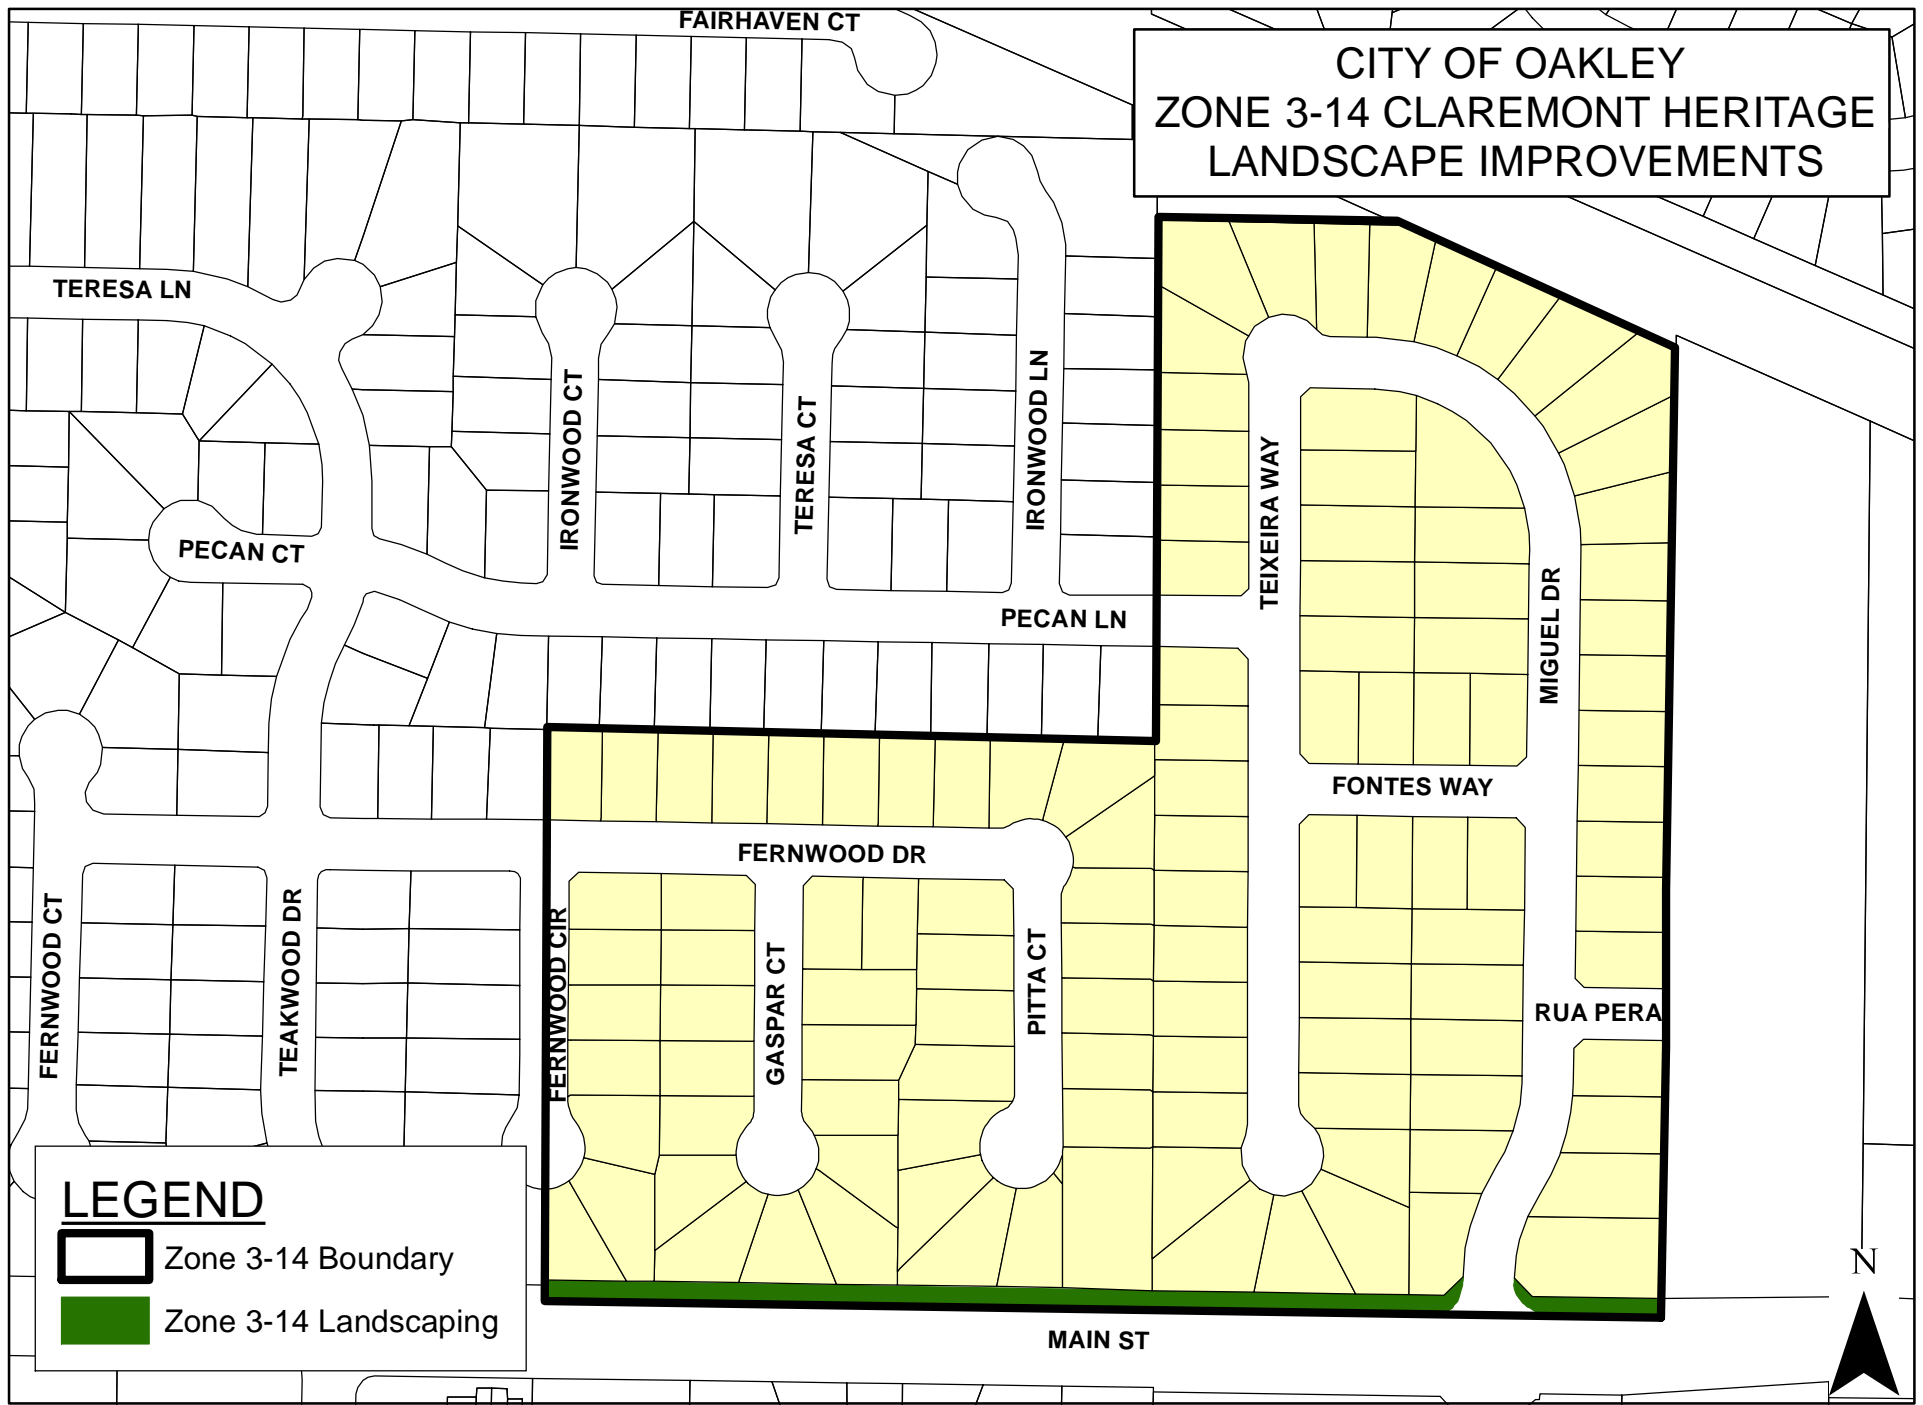 FAIRHAVEN CT
CITY OF OAKLEY
ZONE 3-14 CLAREMONT HERITAGE
LANDSCAPE IMPROVEMENTS
TERESA LN
IRONWOOD CT
TERESA CT
IRONWOOD LN
TEIXEIRA WAY
PECAN CT
PECAN LN
MIGUEL DR
FONTES WAY
FERNWOOD DR
FERNWOOD CT
TEAKWOOD DR
FERNWOOD CIR
GASPAR CT
PITTA CT
RUA PERA
LEGEND
Zone 3-14 Boundary
Zone 3-14 Landscaping
MAIN ST
N